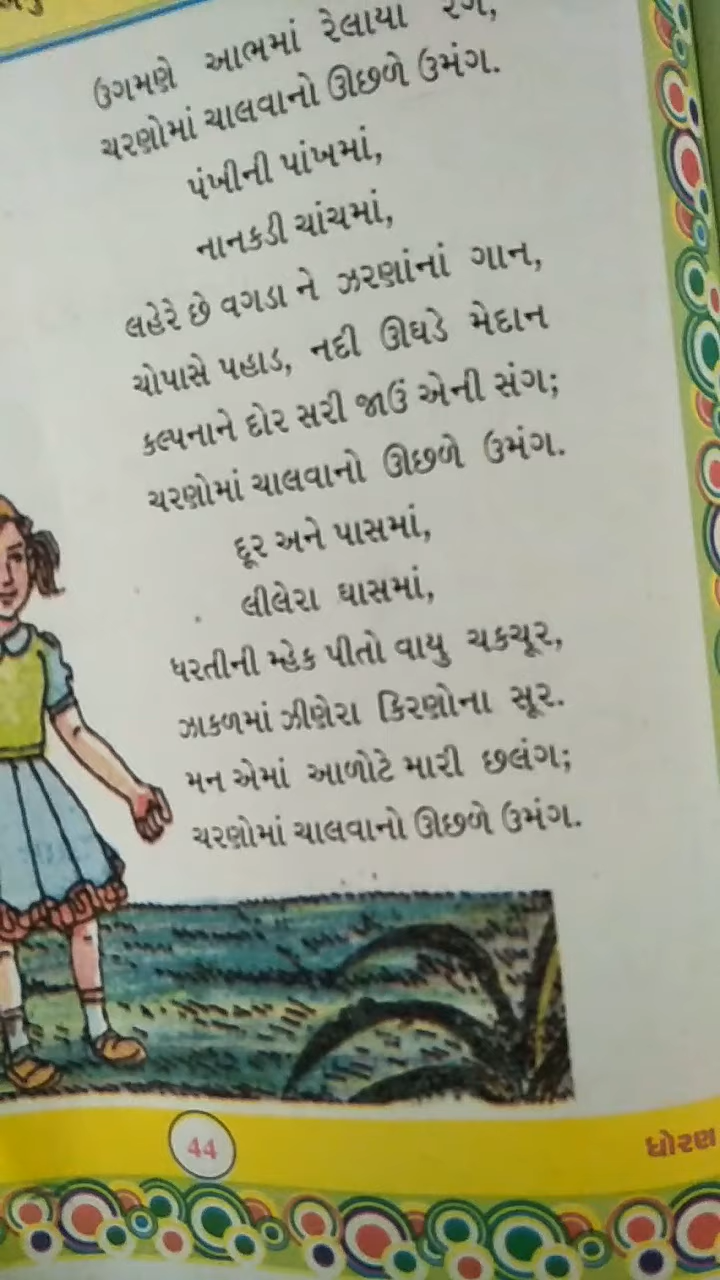 ઉગમણે આભમાં રેલાયા રંગ,
ચરણોમાં ચાલવાનો ઊછળે ઉમંગ.
પંખીની પાંખમાં,
નાનકડી ચાંચમાં,
લહેરે છે વગડા ને ઝરણાંનાં ગાન,
ચોપાસે પહાડ, નદી ઊઘડે મેદાન
કલ્પનાને દોર સરી જાઉં એની સંગ;
ચરણોમાં ચાલવાનો ઊછળે ઉમંગ.
દૂર અને પાસમાં,
લીલેરા ઘાસમાં,
ધરતીની મ્હેક પીતો વાયુ ચકચૂર,
ઝાકળમાં ઝીણેરા કિરણોના સૂર.
મન એમાં આળોટે મારી છલંગ;
ચરણોમાં ચાલવાનો ઊછળે ઉમંગ.
44
ધોરણ